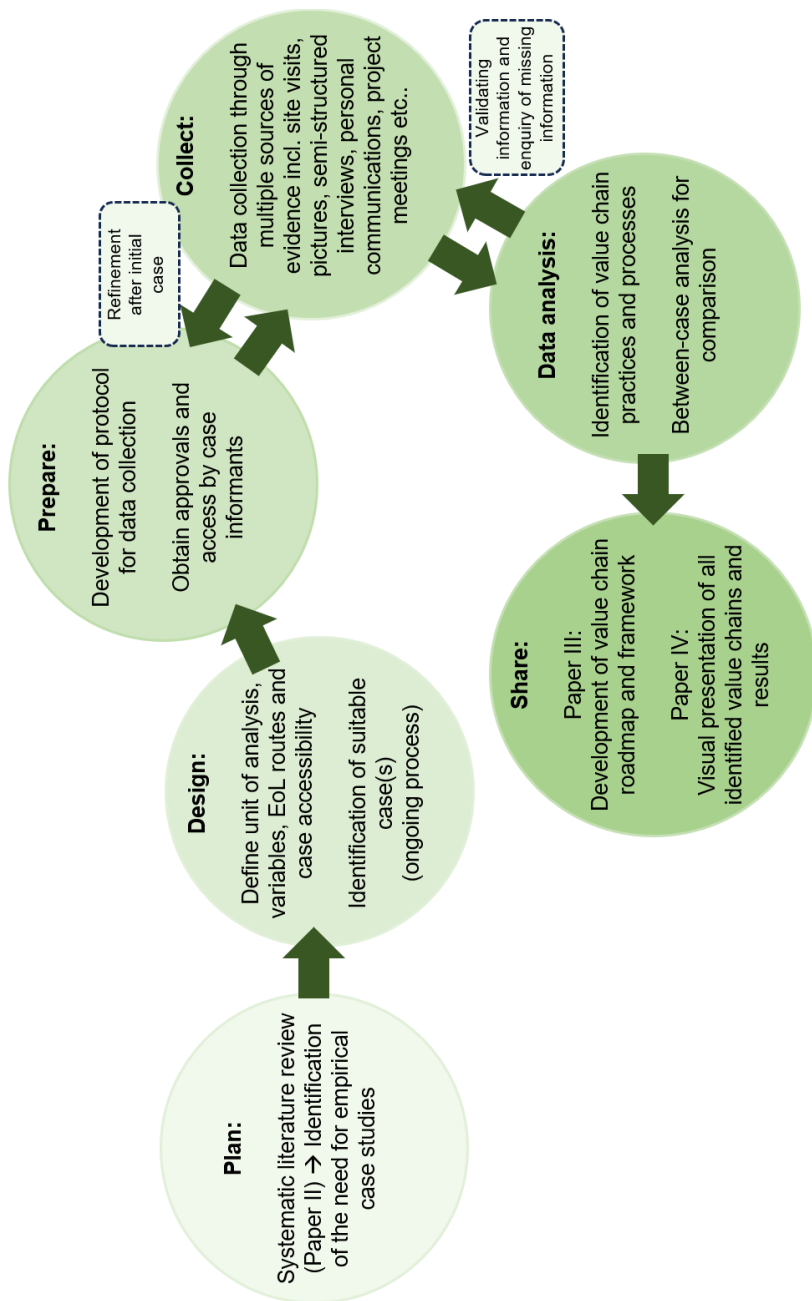 Plan:
Systematic literature review
(Paper II) → Identification
of the need for empirical
case studies
Design:
Define unit of analysis,
variables, EoL routes and
case accessibility
Identification of suitable
case(s)
(ongoing process)
Prepare:
Development of protocol
for data collection
Obtain approvals and
access by case
informants
Refinement
after initial
case
Collect:
Data collection through
multiple sources of
evidence incl. site visits,
pictures, semi-structured
interviews, personal
communications, project
meetings etc..
Validating
information and
enquiry of missing
information
Data analysis:
Identification of value chain
practices and processes
Between-case analysis for
comparison
Share:
Paper III:
Development of value chain
roadmap and framework
Paper IV:
Visual presentation of all
identified value chains and
results